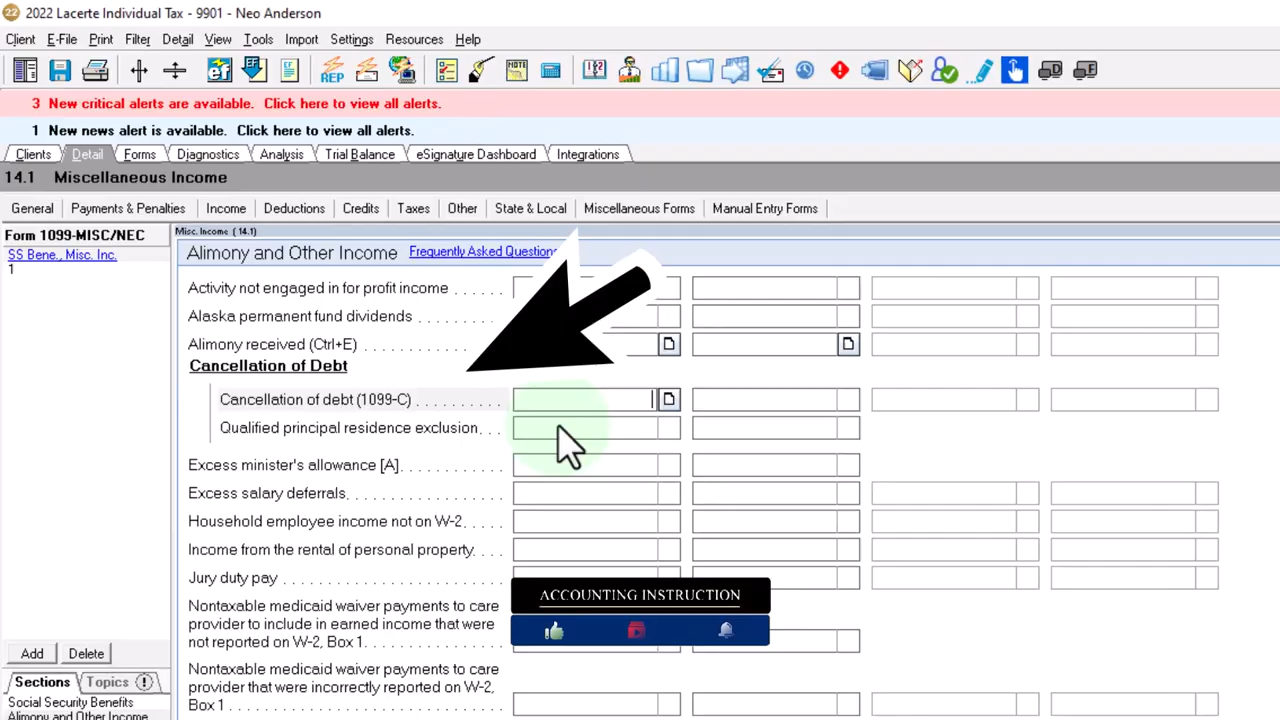 22 2022 Lacerte Individual Tax - 9901 - Neo Anderson
Client E-File Print Filter Detail View Tools Import Settings Resources Help
REP
3 New critical alerts are available. Click here to view all alerts.
1 New news alert is available. Click here to view all alerts.
Clients Detail Forms Diagnostics Analysis Trial Balance eSignature Dashboard Integrations
14.1 Miscellaneous Income
General Payments & Penalties Income Deductions Credits Taxes Other State & Local Miscellaneous Forms Manual Entry Forms
Form 1099-MISC/NEC
SS Bene., Misc. Inc.
1
Misc. Income (14.1)
Alimony and Other Income Frequently Asked Questions
Activity not engaged in for profit income . . . . . .
Alaska permanent fund dividends . . . . . . . .
Alimony received (Ctrl+E) . . . . . . . . . . .
Cancellation of Debt
Cancellation of debt (1099-C) . . . . . . . . .
Qualified principal residence exclusion. . .
Excess minister's allowance [A]. . . . . . . . . .
Excess salary deferrals. . . . . . . . . . . . . . .
Household employee income not on W-2. . . .
Income from the rental of personal property. . . .
Jury duty pay . . . . . . . . . . . . . . . . . . . . .
Nontaxable medicaid waiver payments to care
provider to include in earned income that were
not reported on W-2, Box 1. . . . . . . . . . . . .
Nontaxable medicaid waiver payments to care
provider that were incorrectly reported on W-2,
Box 1 . . . . . . . . . . . . . . . . . . . . . . . . .
ACCOUNTING INSTRUCTION
Add Delete
Sections Topics
Social Security Benefits
Alimony and Other Income